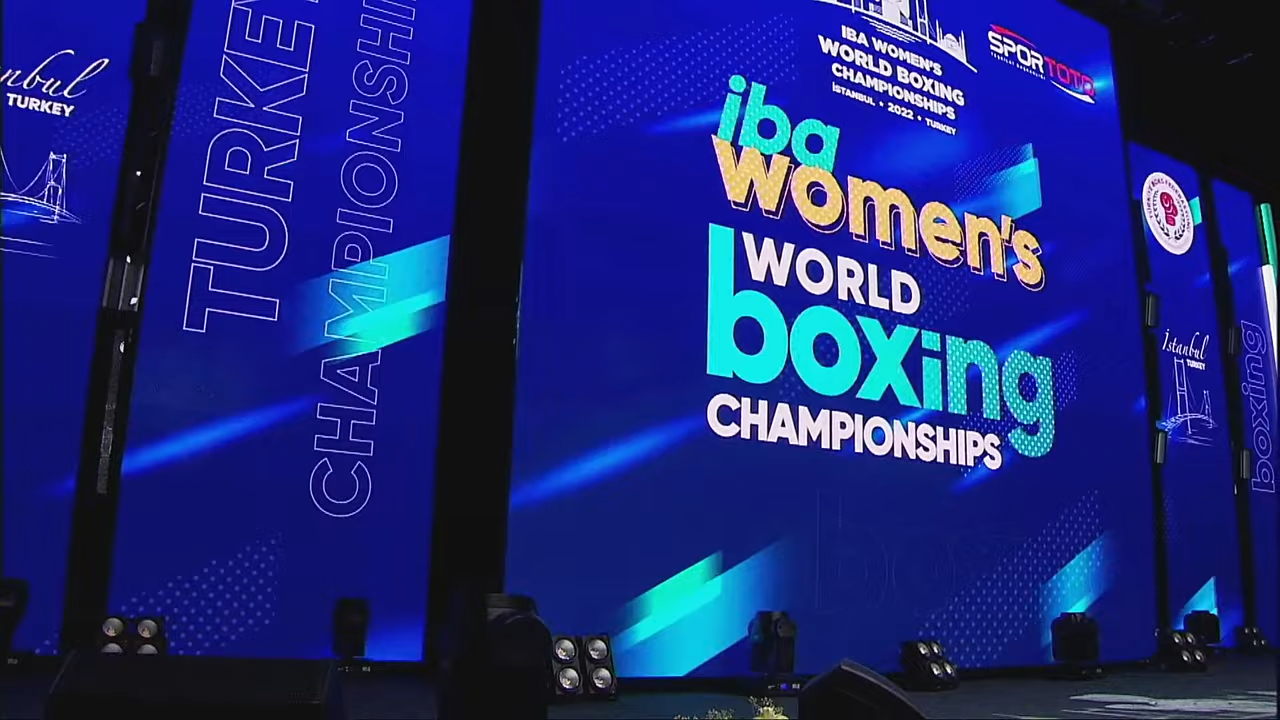 nbul
TURKEY
TURKEY
CHAMPIONSHIP
IBA WOMEN'S
WORLD BOXING
CHAMPIONSHIPS
İSTANBUL • 2022 • TURKEY
SPORTOTO
iba
women's
WORLD
boxing
CHAMPIONSHIPS
İstanbul
TURKEY
boxing